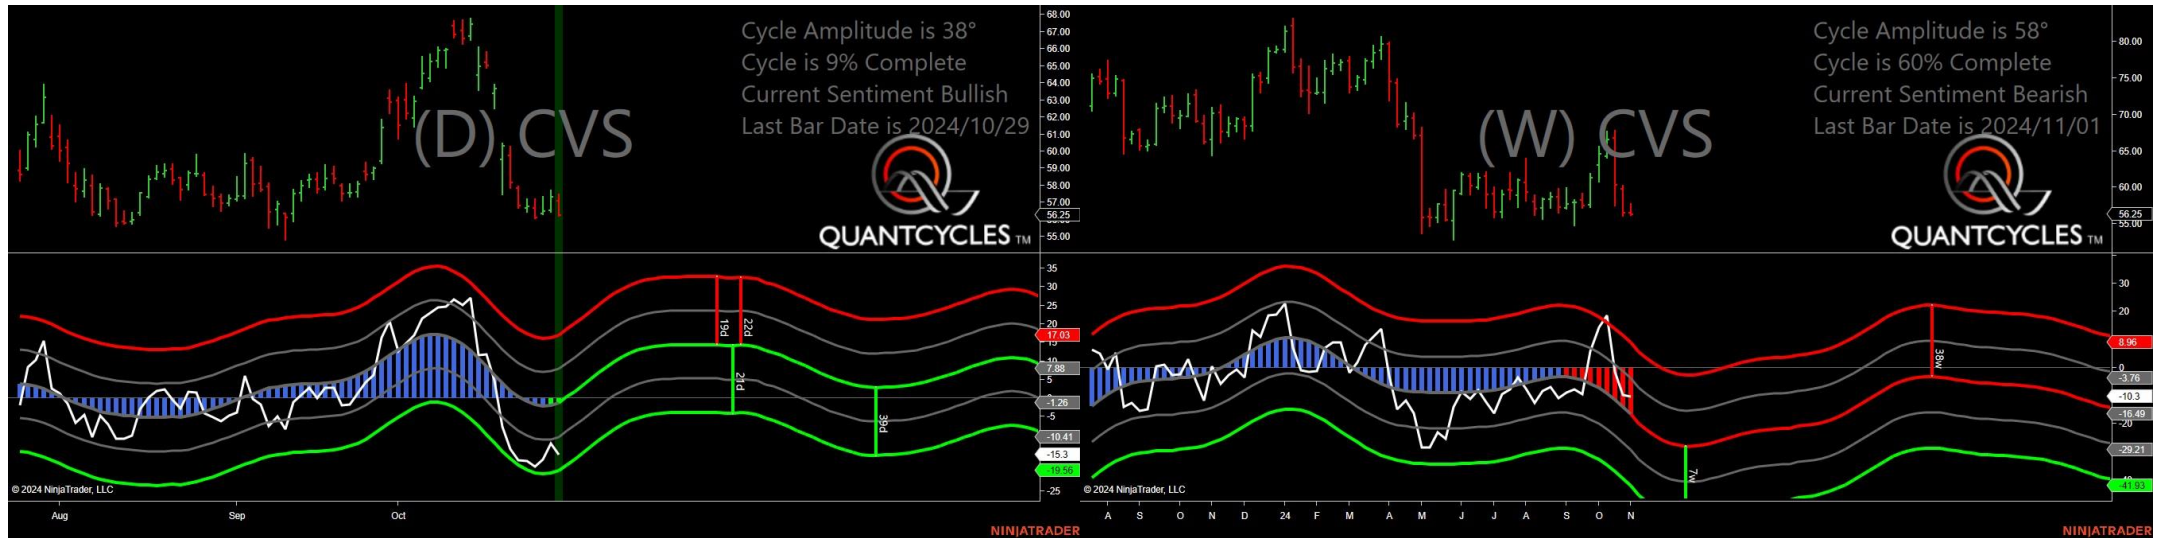 Cycle Amplitude is 38°
Cycle is 9% Complete
Current Sentiment Bullish
Last Bar Date is 2024/10/29
(D) CVS
QUANTCYCLES TM
68.00
67.00
66.00
65.00
64.00
63.00
62.00
61.00
60.00
59.00
58.00
57.00
56.25
55.00
35
30
25
20
17.03
15
10
7.88
5
-1.26
-5
-10.41
-15.3
-19.56
-25
19d
22d
21d
39d
© 2024 NinjaTrader, LLC
Aug
Sep
Oct
NINJATRADER
Cycle Amplitude is 58°
Cycle is 60% Complete
Current Sentiment Bearish
Last Bar Date is 2024/11/01
(W) CVS
QUANTCYCLES TM
80.00
75.00
70.00
65.00
60.00
56.25
55.00
30
20
8.96
0
-3.76
-10.3
-16.49
-20
-29.21
-41.93
38w
7w
© 2024 NinjaTrader, LLC
A S O N D 24 F M A M J J A S O N
NINJATRADER